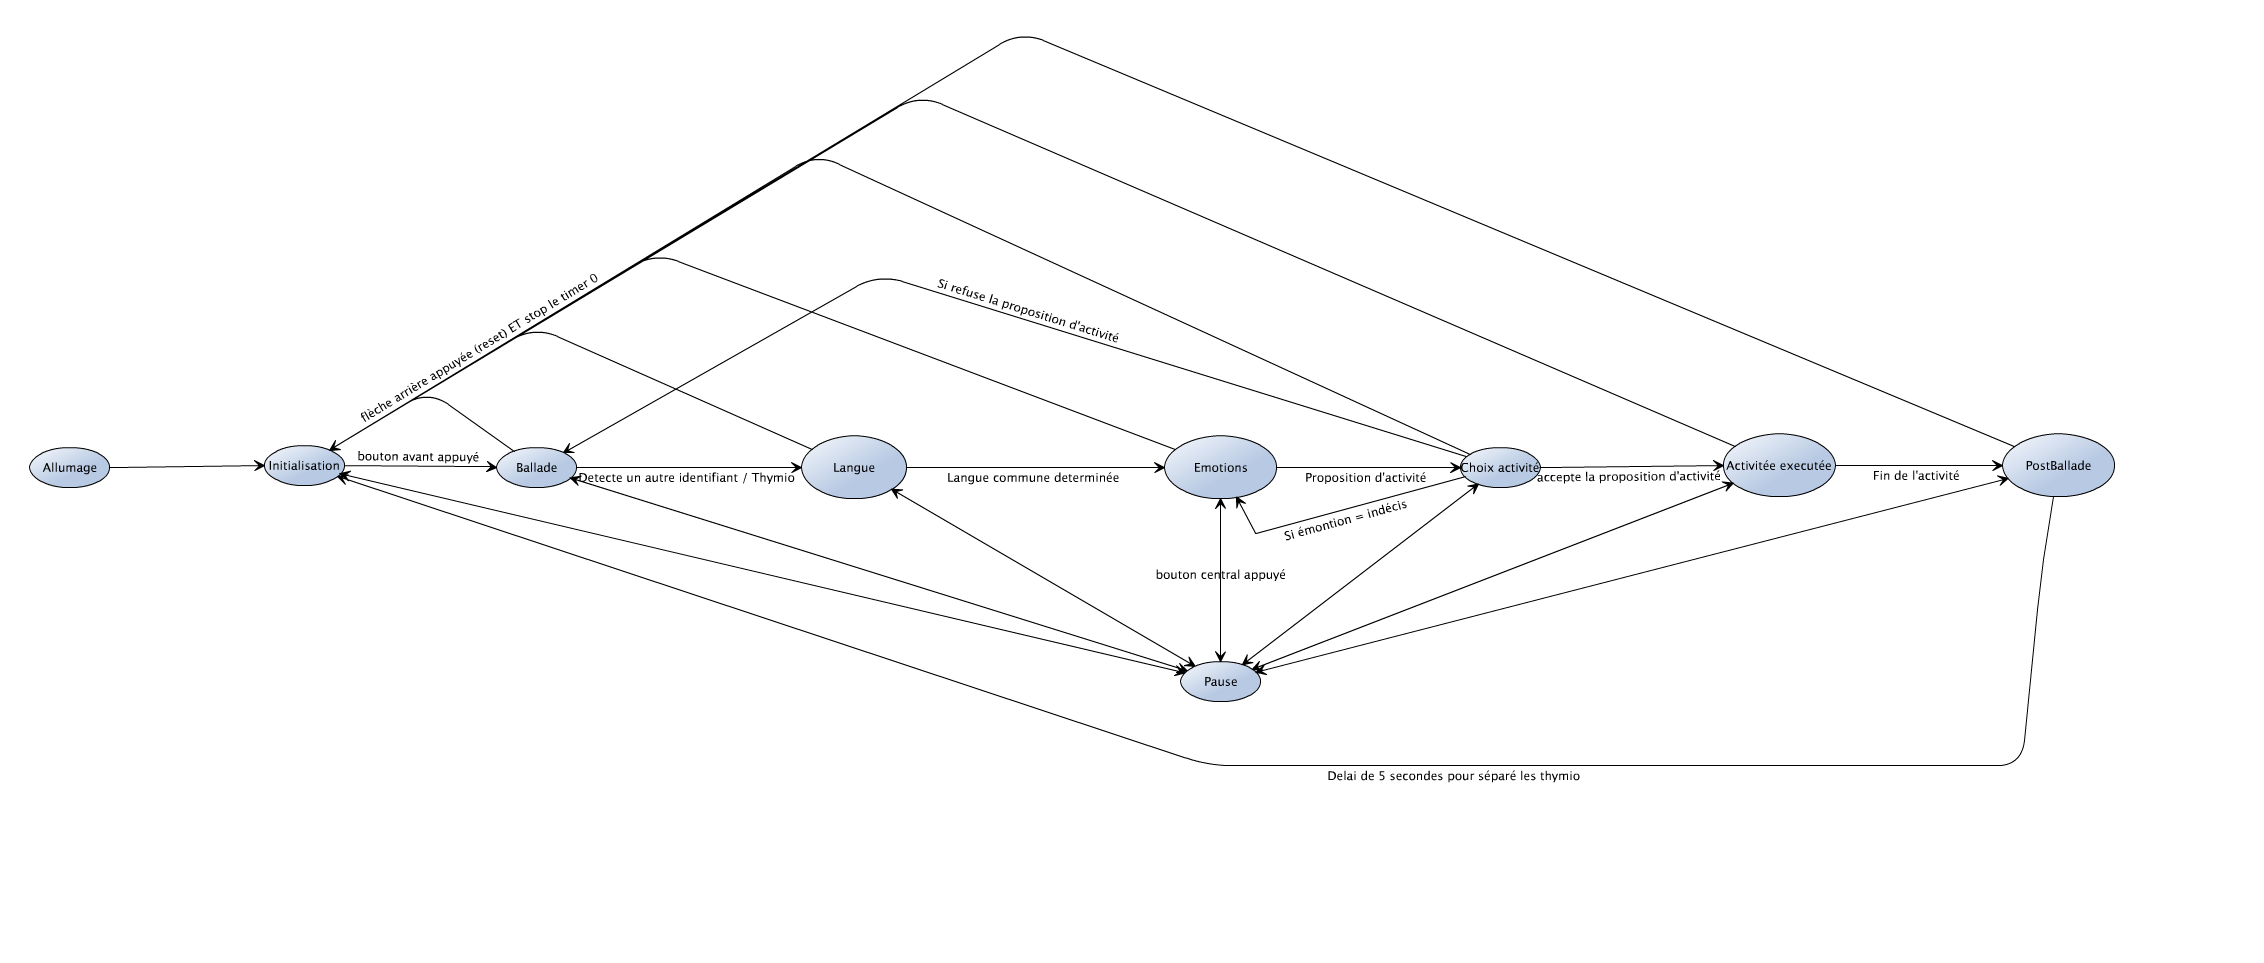 flèche arrière appuyée (reset) ET stop le timer 0
Si refuse la proposition d'activité
Allumage
Initialisation
bouton avant appuyé
Ballade
Detecte un autre identifiant / Thymio
Langue
Langue commune determinée
Emotions
Proposition d'activité
Choix activité
accepte la proposition d'activité
Activitée executée
Fin de l'activité
PostBallade
Si émontion = indécis
bouton central appuyé
Pause
Delai de 5 secondes pour séparé les thymio